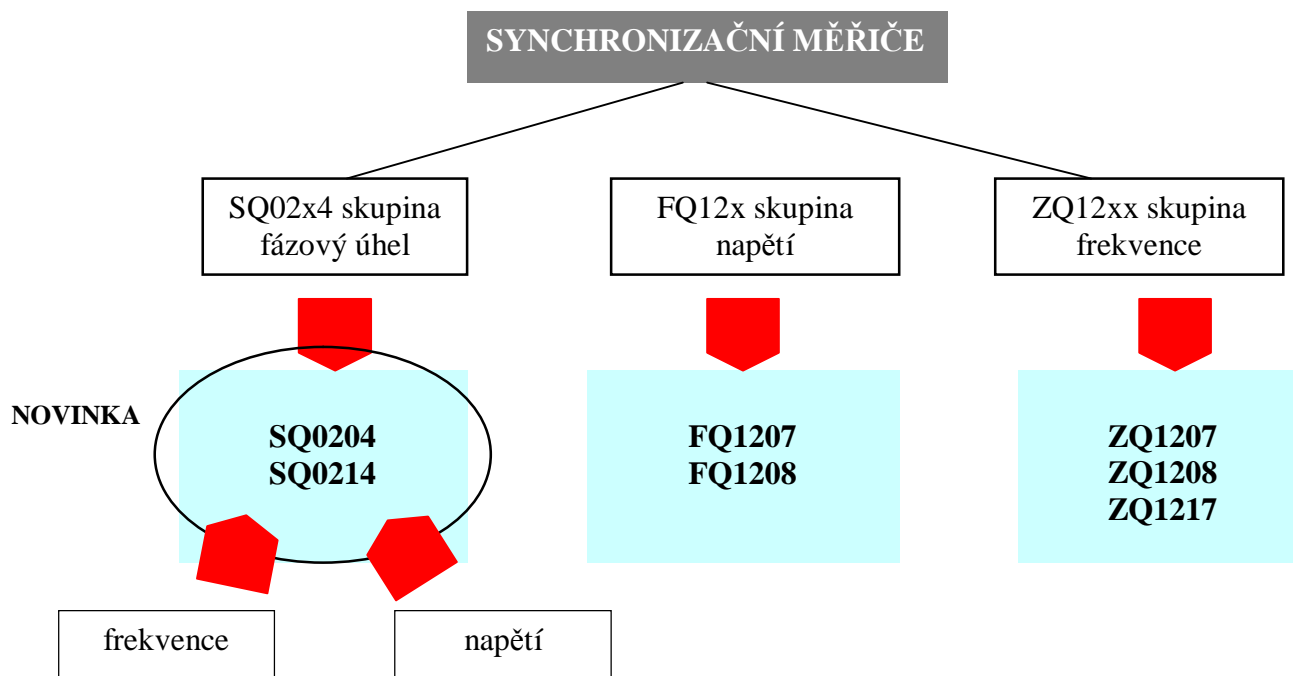 SYNCHRONIZAČNÍ MĚŘIČE
SQ02x4 skupina
fázový úhel
FQ12x skupina
napětí
ZQ12xx skupina
frekvence
NOVINKA
SQ0204
SQ0214
FQ1207
FQ1208
ZQ1207
ZQ1208
ZQ1217
frekvence
napětí